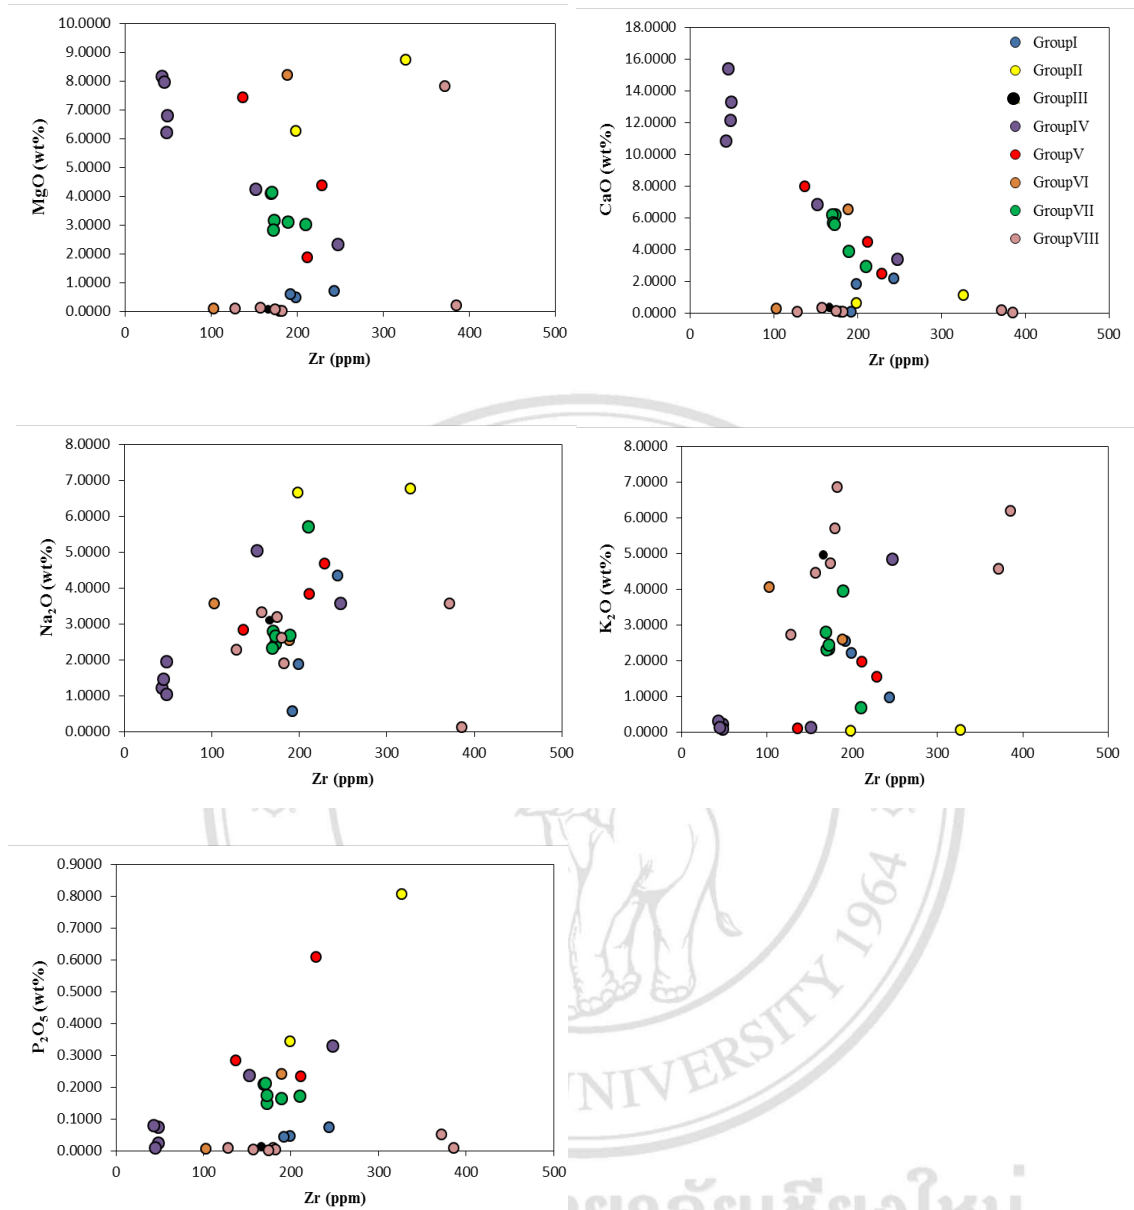 10.0000
9.0000
8.0000
7.0000
6.0000
5.0000
4.0000
3.0000
2.0000
1.0000
0.0000
MgO (wt%)
0 100 200 300 400 500
Zr (ppm)
18.0000
16.0000
14.0000
12.0000
10.0000
8.0000
6.0000
4.0000
2.0000
0.0000
CaO (wt%)
0 100 200 300 400 500
Zr (ppm)
GroupI
GroupII
GroupIII
GroupIV
GroupV
GroupVI
GroupVII
GroupVIII
8.0000
7.0000
6.0000
5.0000
4.0000
3.0000
2.0000
1.0000
0.0000
Na₂O (wt%)
0 100 200 300 400 500
Zr (ppm)
8.0000
7.0000
6.0000
5.0000
4.0000
3.0000
2.0000
1.0000
0.0000
K₂O (wt%)
0 100 200 300 400 500
Zr (ppm)
0.9000
0.8000
0.7000
0.6000
0.5000
0.4000
0.3000
0.2000
0.1000
0.0000
P₂O₅ (wt%)
0 100 200 300 400 500
Zr (ppm)
UNIVERSITY 1964